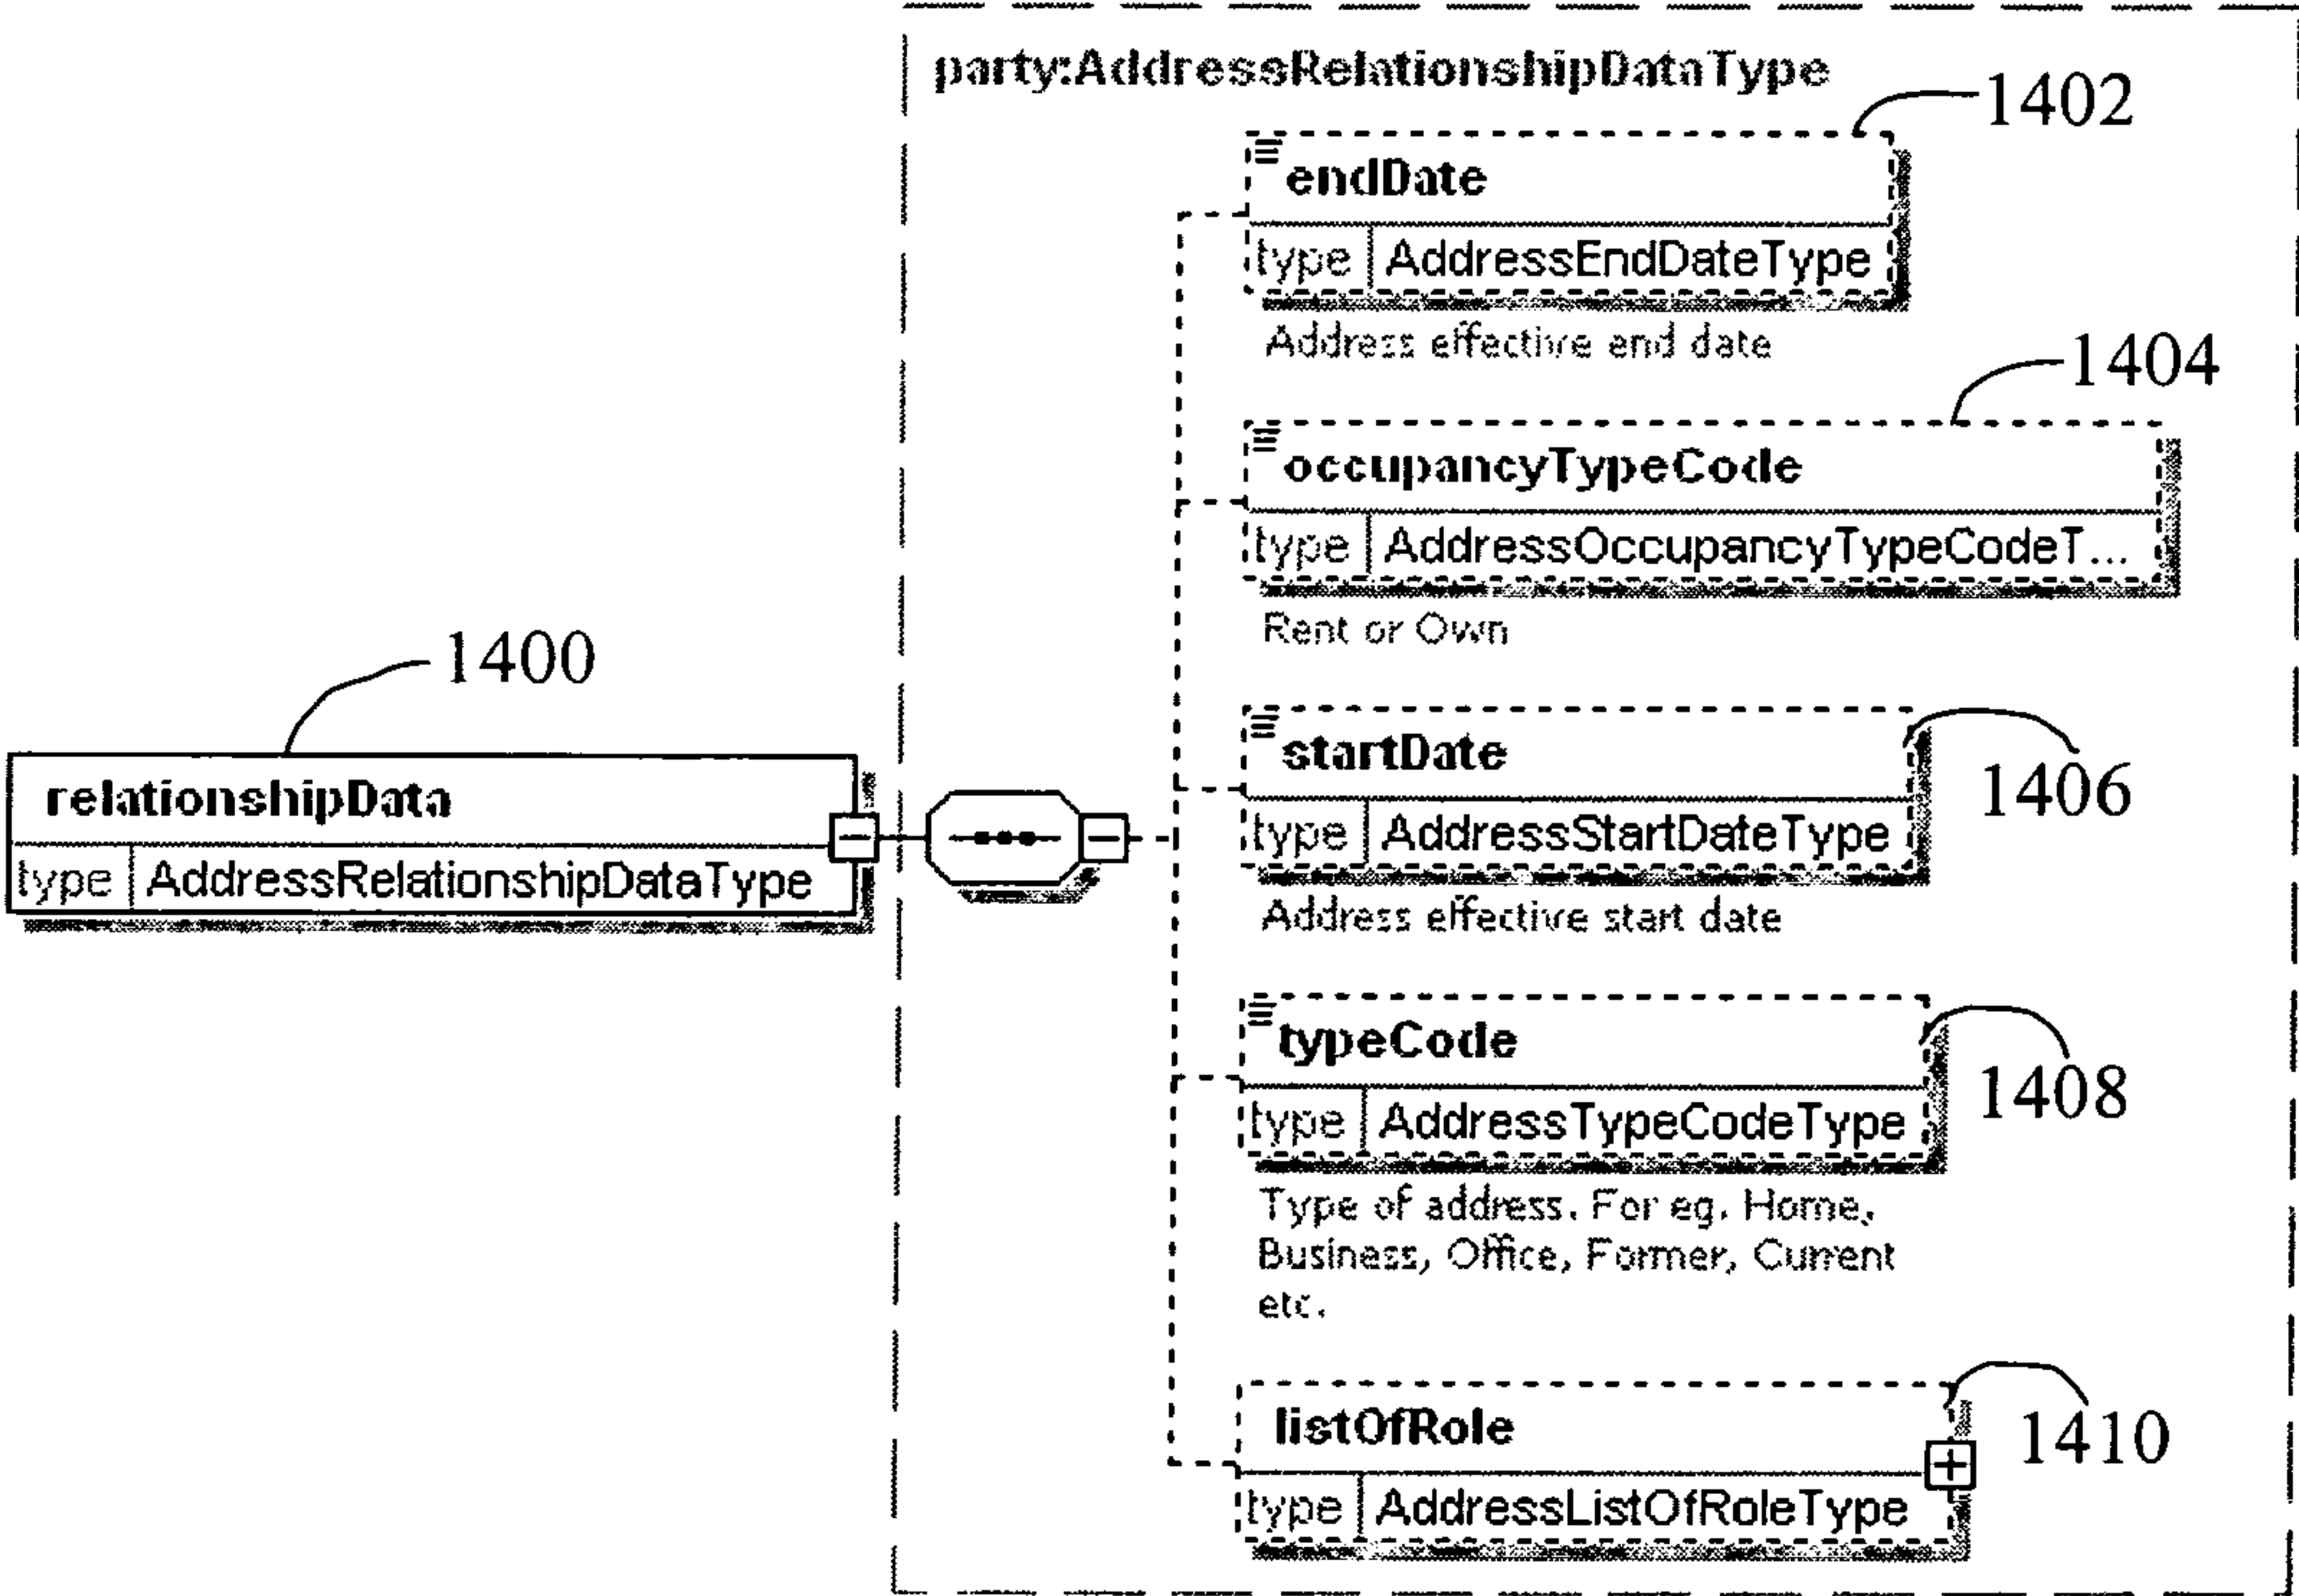 party:AddressRelationshipDataType
1402
endDate
type AddressEndDateType
Address effective end date
1404
occupancyTypeCode
type AddressOccupancyTypeCodeT...
Rent or Own
1400
relationshipData
type AddressRelationshipDataType
startDate
1406
type AddressStartDateType
Address effective start date
typeCode
1408
type AddressTypeCodeType
Type of address. For eg. Home,
Business, Office, Former, Current
etc.
listOfRole
1410
type AddressListOfRoleType